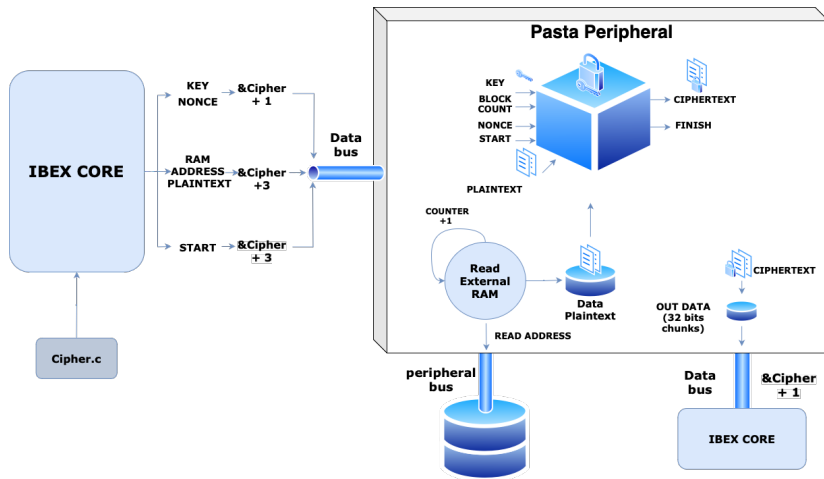 Pasta Peripheral
IBEX CORE
KEY
NONCE
&Cipher
+ 1
RAM
ADDRESS
PLAINTEXT
&Cipher
+3
START
&Cipher
+ 3
Data
bus
Cipher.c
KEY
BLOCK
COUNT
NONCE
START
PLAINTEXT
CIPHERTEXT
FINISH
COUNTER
+1
Read
External
RAM
Data
Plaintext
READ ADDRESS
CIPHERTEXT
OUT DATA
(32 bits
chunks)
peripheral
bus
Data
bus
&Cipher
+ 1
IBEX CORE